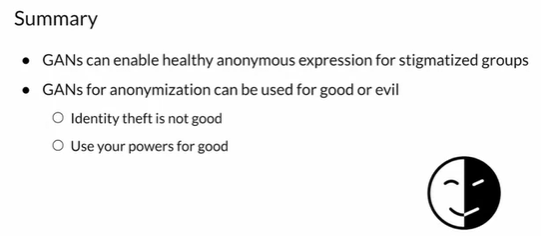 Summary
● GANs can enable healthy anonymous expression for stigmatized groups
● GANs for anonymization can be used for good or evil
○ Identity theft is not good
○ Use your powers for good